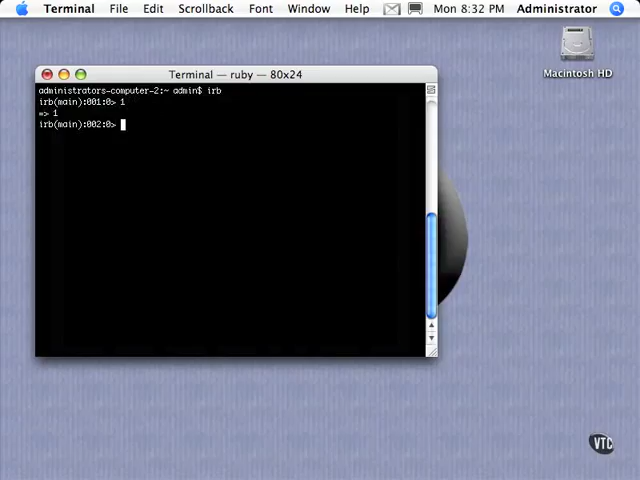 Terminal File Edit Scrollback Font Window Help Mon 8:32 PM Administrator
Macintosh HD
Terminal — ruby — 80x24
administrators-computer-2:~ admin$ irb
irb(main):001:0> 1
=> 1
irb(main):002:0>
VTC